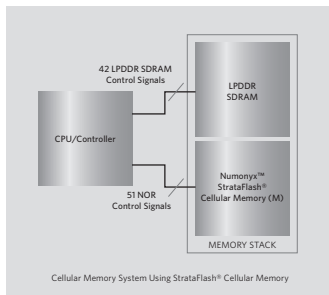 42 LPDDR SDRAM
Control Signals
LPDDR
SDRAM
CPU/Controller
Numonyx™
StrataFlash®
Cellular Memory (M)
51 NOR
Control Signals
MEMORY STACK
Cellular Memory System Using StrataFlash® Cellular Memory